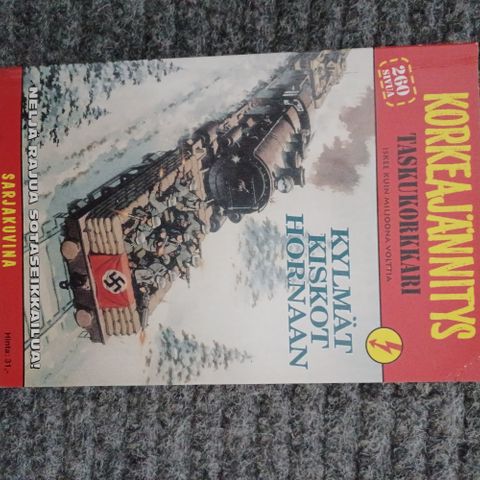 KORKEAJÄNNITYS
260
SIVUA
TASKUKORKKARI
ISKEE KUIN MILJOONA VOLTTIA
KYLMÄT
KISKOT
HORNAAN
NELJÄ RAJUA SOTASEIKKAILUA!
SARJAKUVINA
Hinta: 31,-